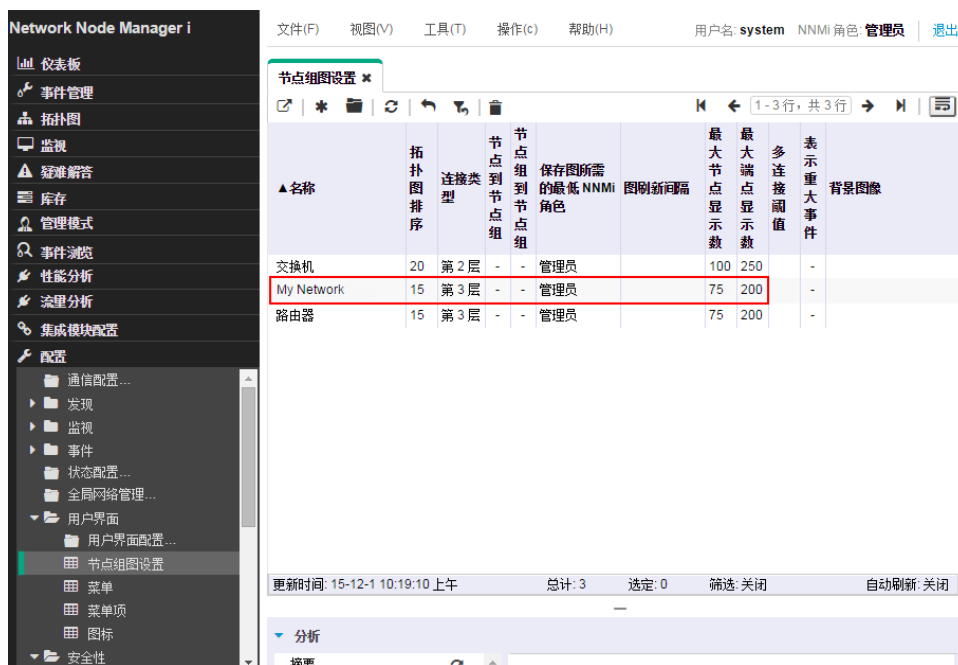 Network Node Manager i
文件(F) 视图(V) 工具(T) 操作(c) 帮助(H) 用户名: system NNMi 角色: 管理员 退出
仪表板
事件管理
拓扑图
监视
疑难解答
库存
管理模式
事件浏览
性能分析
流里分析
集成模块配置
配置
通信配置...
发现
监视
事件
状态配置...
全局网络管理...
用户界面
用户界面配置...
节点组图设置
菜单
菜单项
图标
安全性
节点组图设置 ✖
1 - 3 行，共 3 行
▲名称 拓扑图排序 连接类型 节点到节点组 节点组到节点组 保存图所需的最低 NNMi 角色 图刷新间隔 最大节点显示数 最大端点显示数 多连接阈值 表示重大事件 背景图像
交换机 20 第 2 层 - - 管理员 100 250 -
My Network 15 第 3 层 - - 管理员 75 200 -
路由器 15 第 3 层 - - 管理员 75 200 -
更新时间: 15-12-1 10:19:10 上午 总计: 3 选定: 0 筛选: 关闭 自动刷新: 关闭
分析
摘要